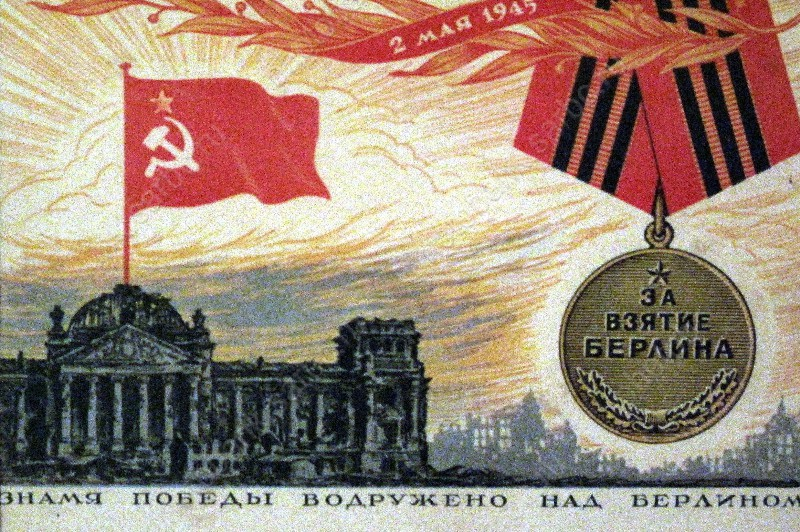 2 МАЯ 1945
ЗА
ВЗЯТИЕ
БЕРЛИНА
ЗНАМЯ ПОБЕДЫ ВОДРУЖЕНО НАД БЕРЛИНОМ